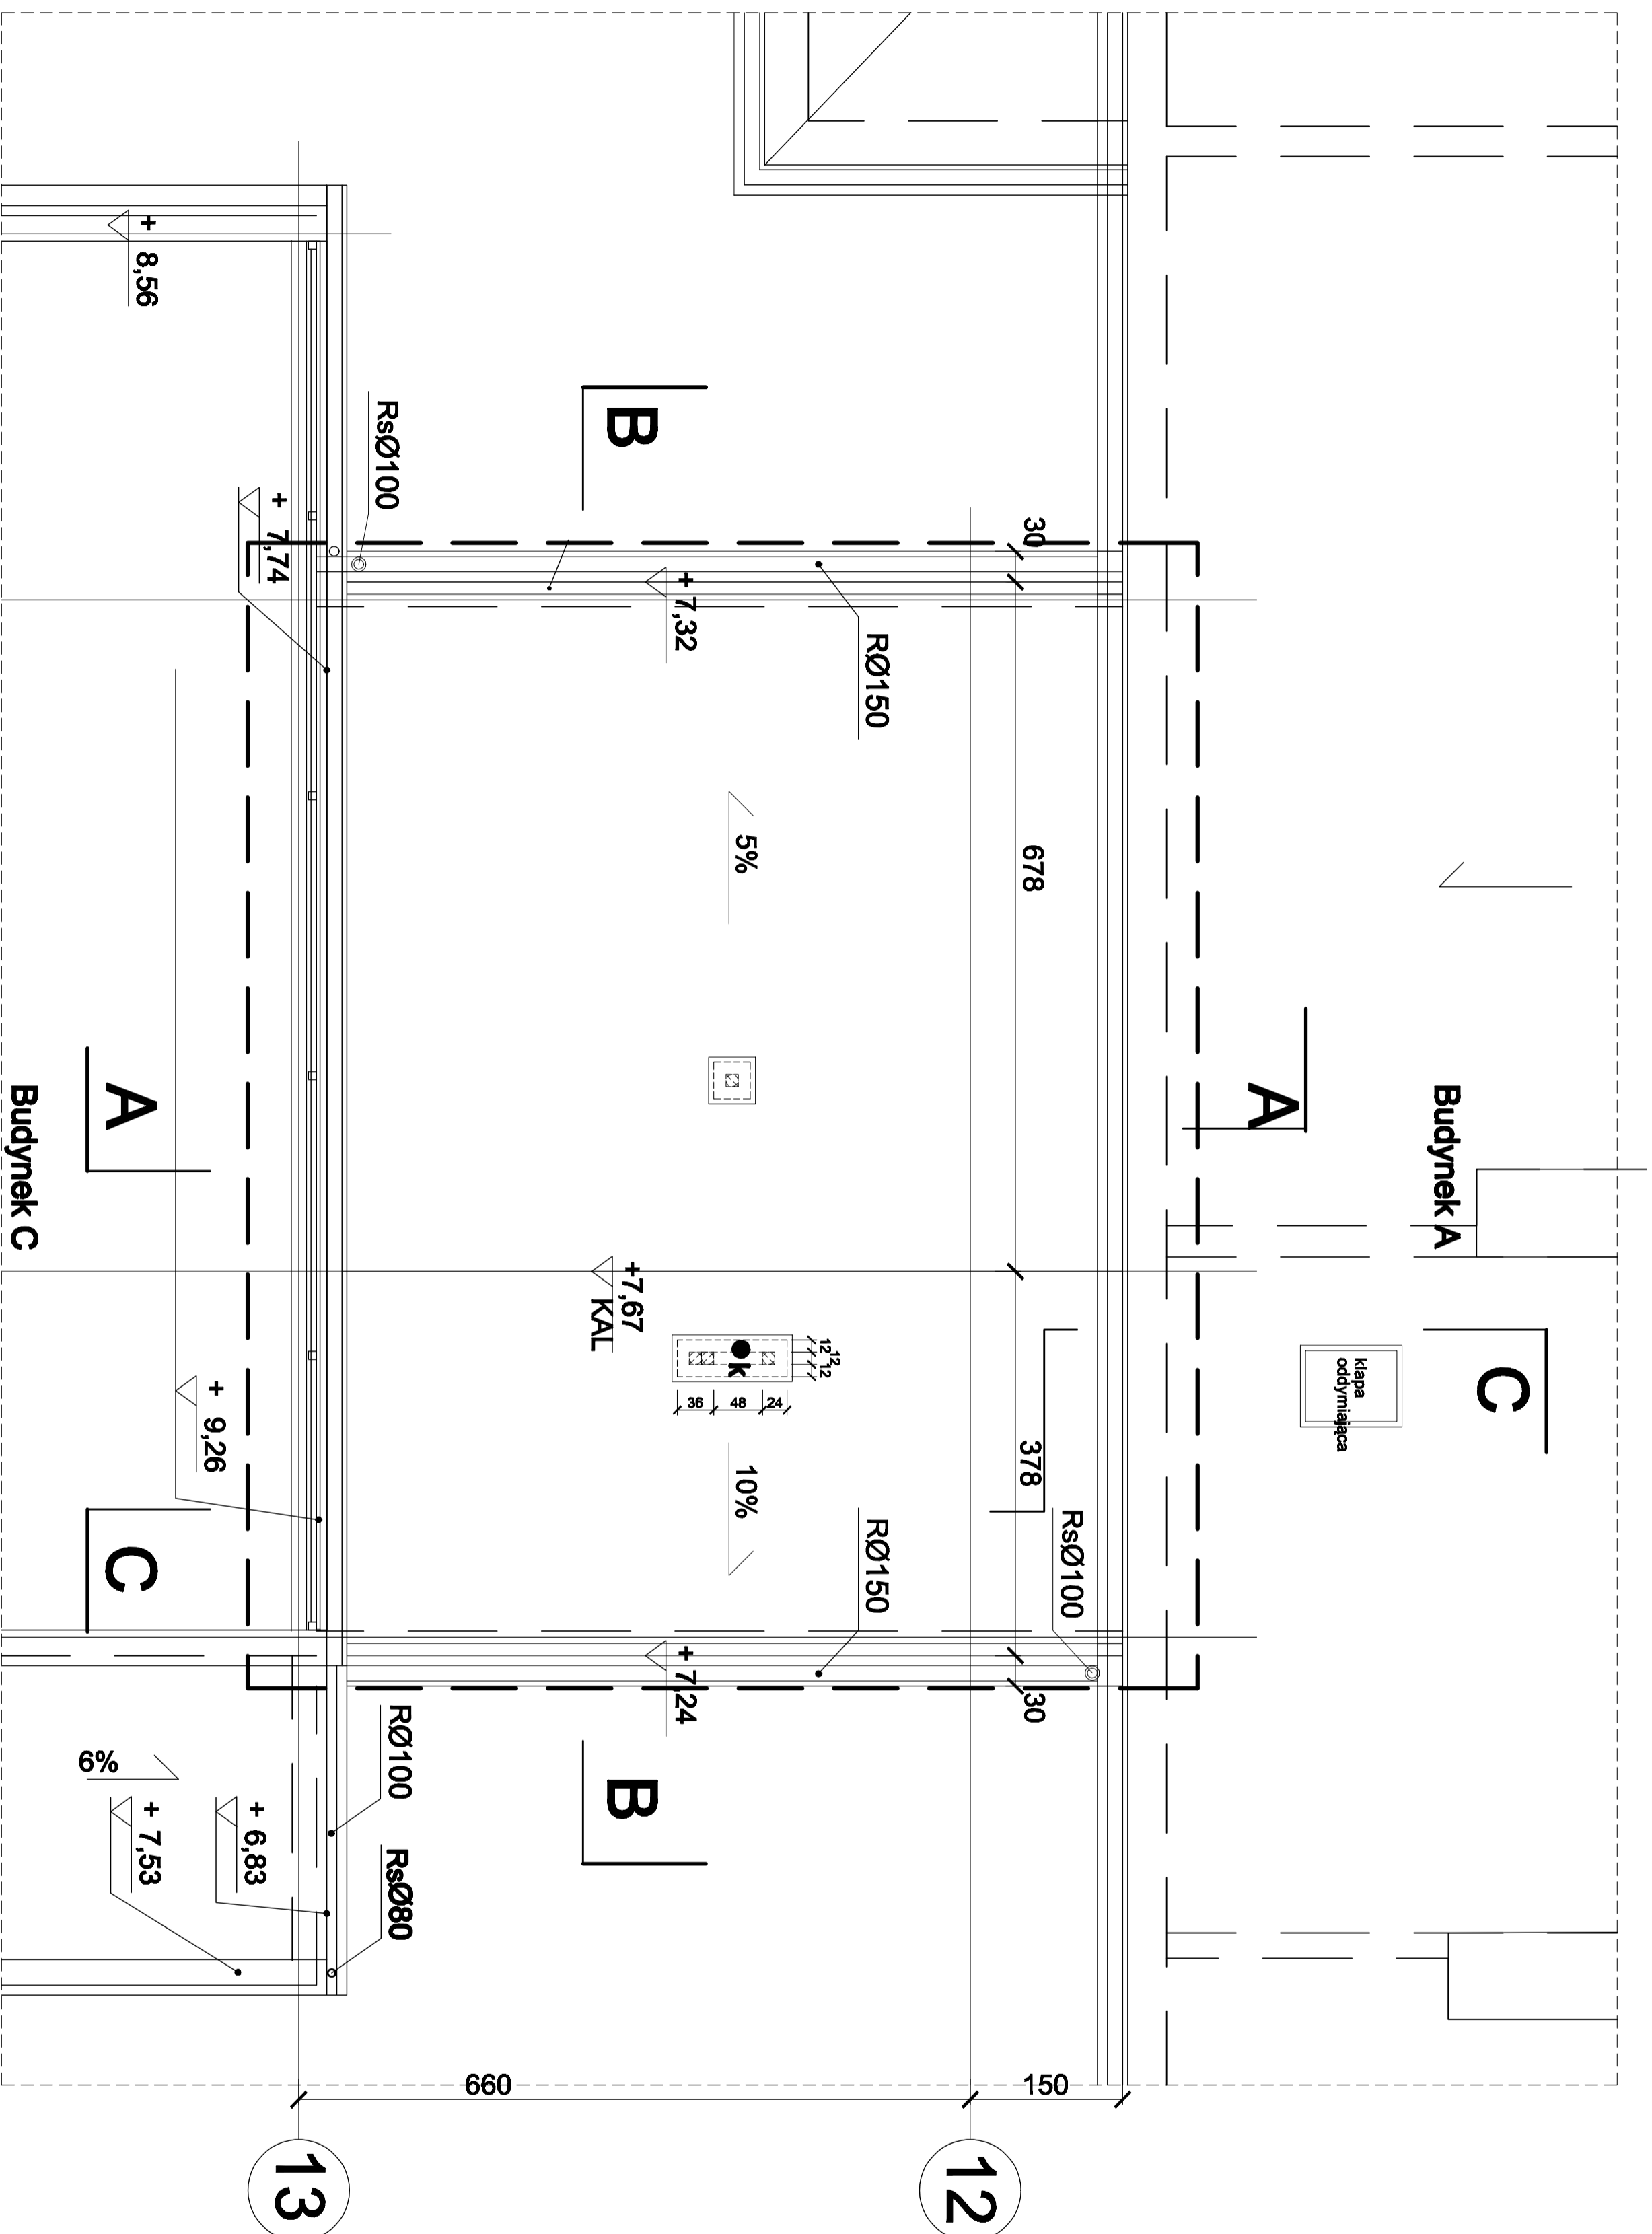 Budynek A
C
klapa
oddymiająca
A
30
678
378
30
RsØ100
RØ150
RØ150
5%
10%
12
12
12
36
48
24
k
+ 7,32
+7,67
KAL
+ 7,24
B
B
RsØ100
RØ100
RsØ80
+ 7,74
+ 9,26
+ 6,83
+ 8,56
A
C
6%
+ 7,53
Budynek C
150
660
12
13